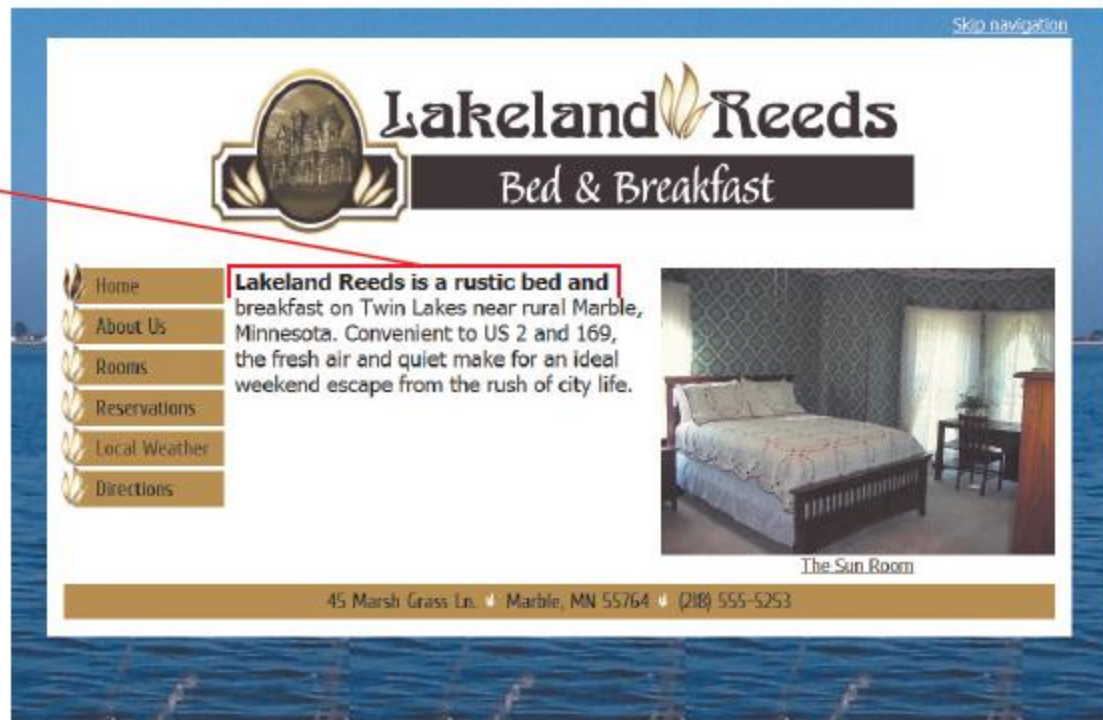 Skip navigation
Lakeland Reeds
Bed & Breakfast
Home
About Us
Rooms
Reservations
Local Weather
Directions
Lakeland Reeds is a rustic bed and
breakfast on Twin Lakes near rural Marble,
Minnesota. Convenient to US 2 and 169,
the fresh air and quiet make for an ideal
weekend escape from the rush of city life.
The Sun Room
45 Marsh Grass Ln. Marble, MN 55764 (218) 555-5253